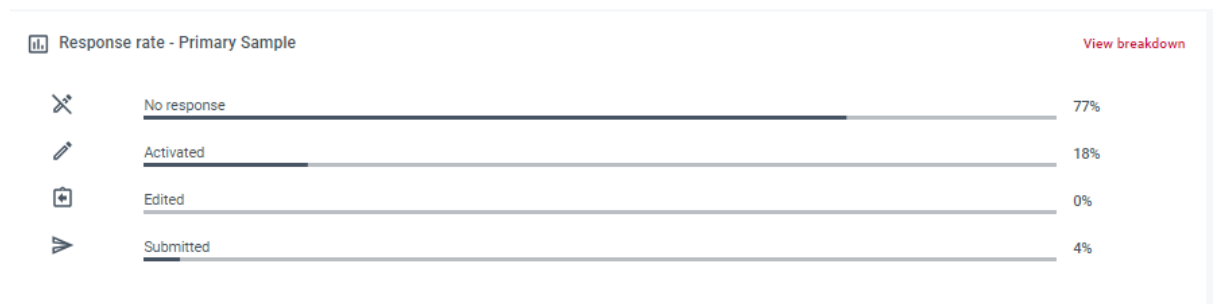 Response rate - Primary Sample View breakdown
No response 77%
Activated 18%
Edited 0%
Submitted 4%